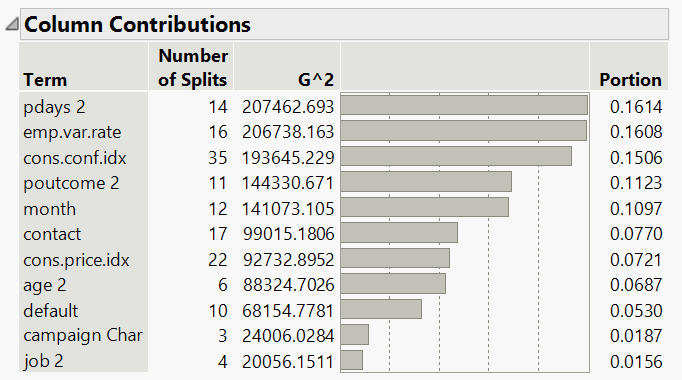 Column Contributions
Term Number of Splits G^2 Portion
pdays 2 14 207462.693 0.1614
emp.var.rate 16 206738.163 0.1608
cons.conf.idx 35 193645.229 0.1506
poutcome 2 11 144330.671 0.1123
month 12 141073.105 0.1097
contact 17 99015.1806 0.0770
cons.price.idx 22 92732.8952 0.0721
age 2 6 88324.7026 0.0687
default 10 68154.7781 0.0530
campaign Char 3 24006.0284 0.0187
job 2 4 20056.1511 0.0156